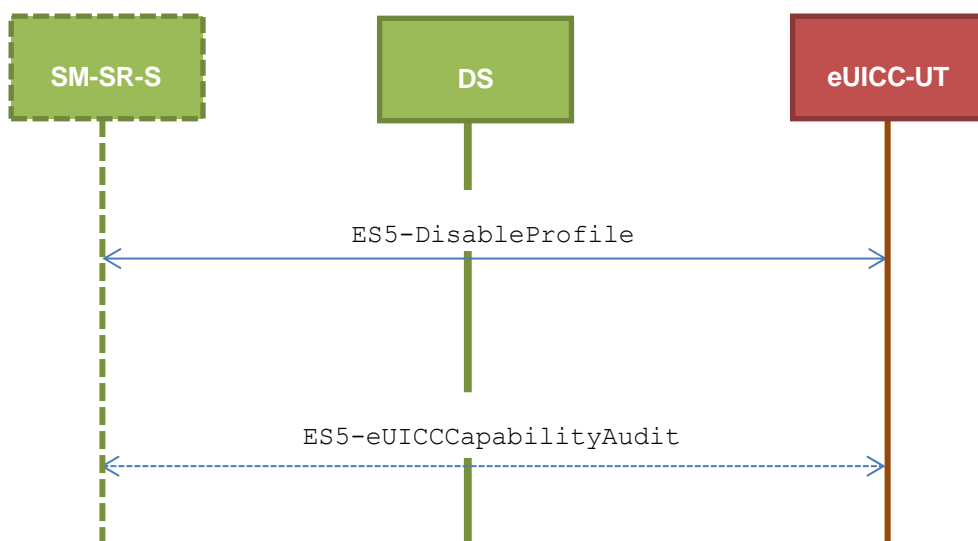 SM-SR-S
DS
eUICC-UT
ES5-DisableProfile
ES5-eUICCCapabilityAudit